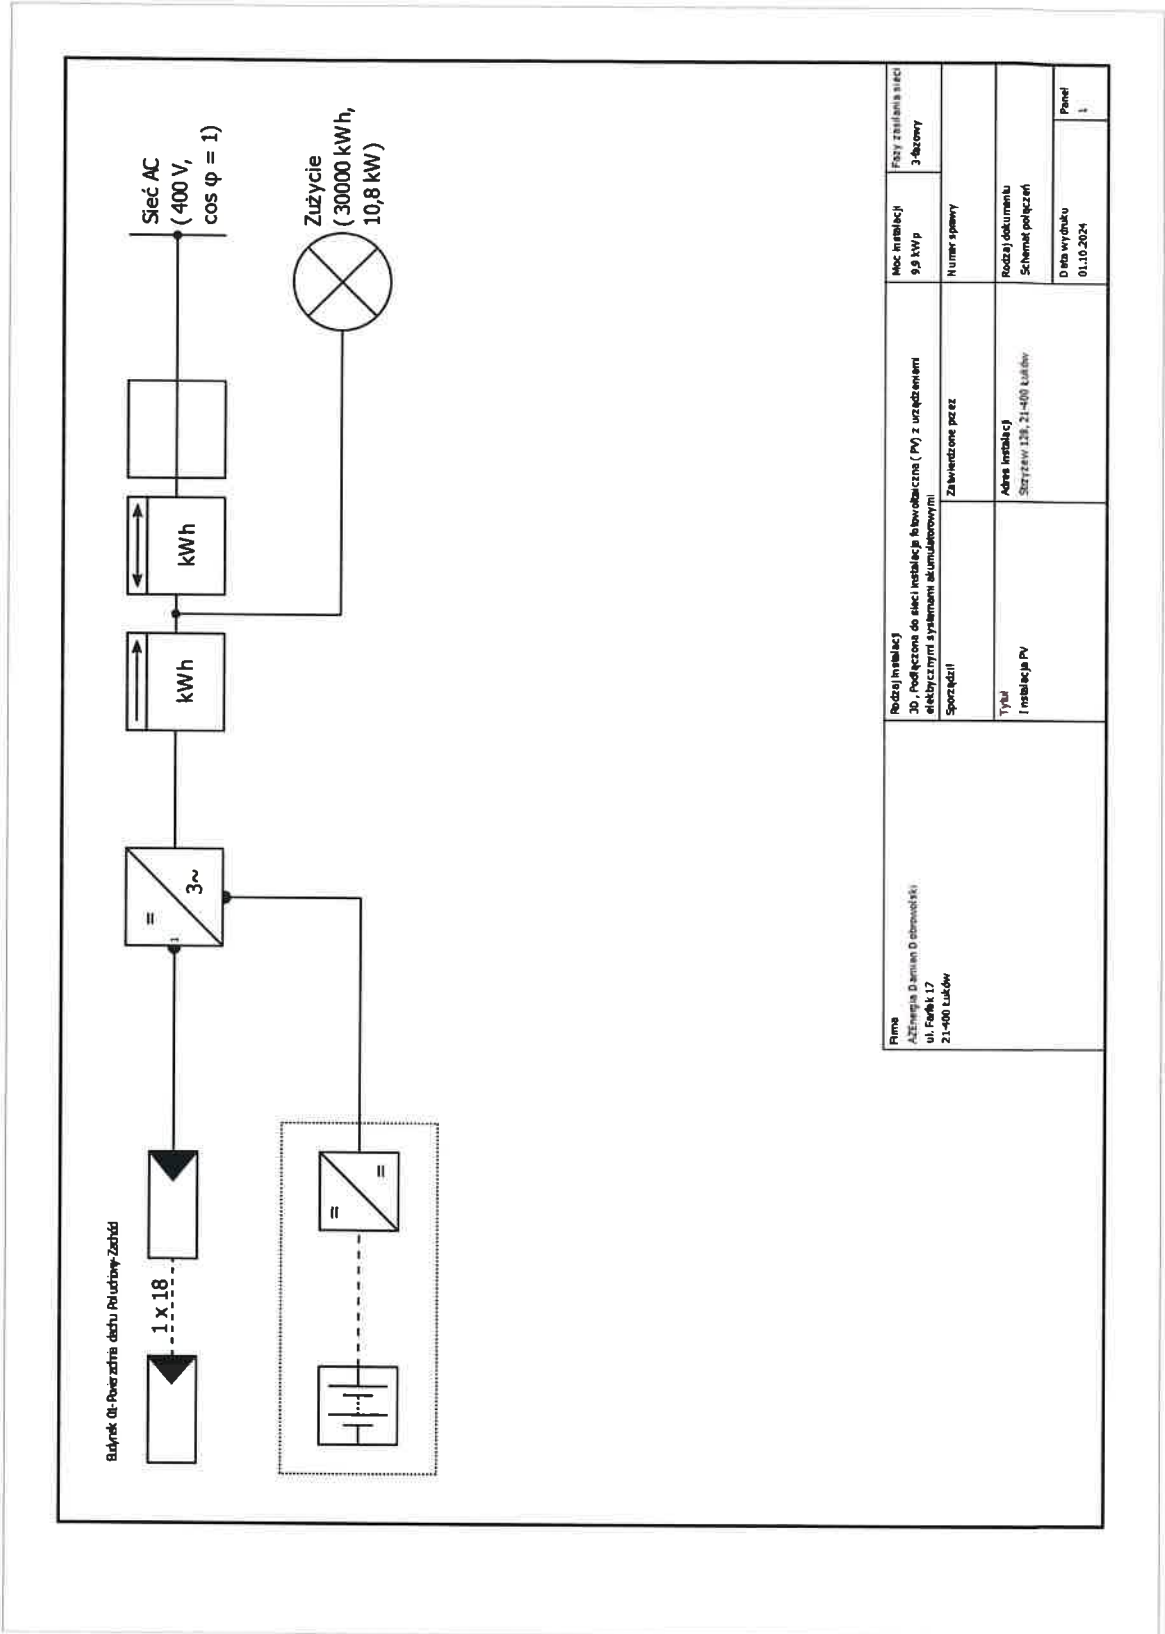 Budynek 01-Powierzchnia dachu Południowy-Zachód
1 x 18
=
=
=
1
3~
kWh
kWh
Sieć AC
(400 V,
cos φ = 1)
Zużycie
(30000 kWh,
10,8 kW)
Firma
AZEnergia Damian Dobrowolski
ul. Farfak 17
21-400 Łuków
Rodzaj instalacji
3D, Podłączona do sieci instalacja fotowoltaiczna (PV) z urządzeniami
elektrycznymi i systemami akumulatorowymi
Moc instalacji
9,9 kWp
Fazy zasilania sieci
3-fazowy
Sporządził
Zatwierdzone przez
Numer sprawy
Tytuł
Instalacja PV
Adres instalacji
Strzyżew 128, 21-400 Łuków
Rodzaj dokumentu
Schemat połączeń
Data wydruku
01.10.2024
Panel
1